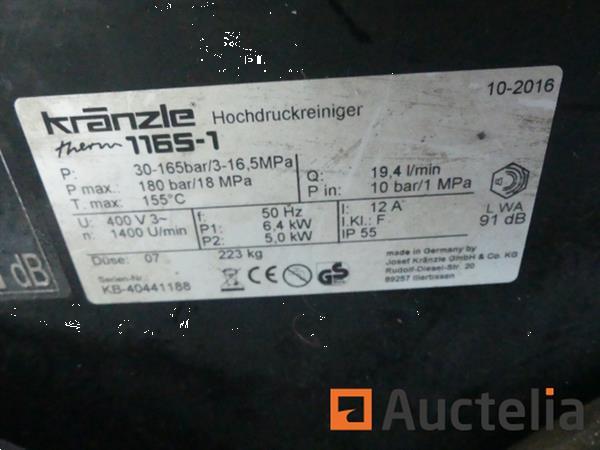 10-2016
Kränzle Hochdruckreiniger
therm 1165-1
P: 30-165bar/3-16,5MPa Q: 19,4 l/min
P max.: 180 bar/18 MPa P in: 10 bar/1 MPa
T. max: 155°C
U: 400 V 3~ f: 50 Hz I: 12 A
n: 1400 U/min P1: 6,4 kW I.Kl.: F
P2: 5,0 kW IP 55
LWA
91 dB
Düse: 07 223 kg
Serien-Nr.:
KB-40441188
CE GS
made in Germany by
Josef Kränzle GmbH & Co. KG
Rudolf-Diesel-Str. 20
89257 Illertissen
dB
Auctelia